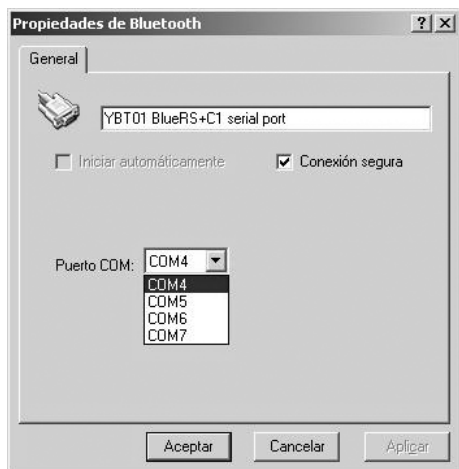 Propiedades de Bluetooth
General
YBT01 BlueRS+C1 serial port
Iniciar automáticamente
Conexión segura
Puerto COM: COM4
COM4
COM5
COM6
COM7
Aceptar Cancelar Aplicar